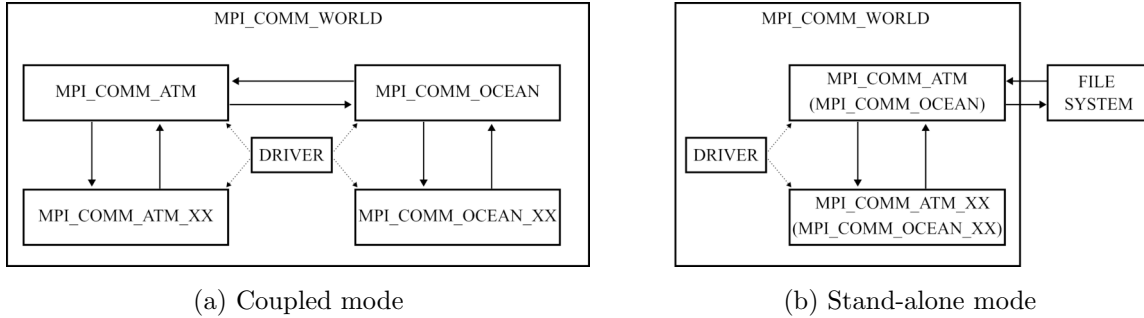 MPI_COMM_WORLD
MPI_COMM_ATM
MPI_COMM_OCEAN
DRIVER
MPI_COMM_ATM_XX
MPI_COMM_OCEAN_XX
(a) Coupled mode
MPI_COMM_WORLD
MPI_COMM_ATM
(MPI_COMM_OCEAN)
FILE
SYSTEM
DRIVER
MPI_COMM_ATM_XX
(MPI_COMM_OCEAN_XX)
(b) Stand-alone mode